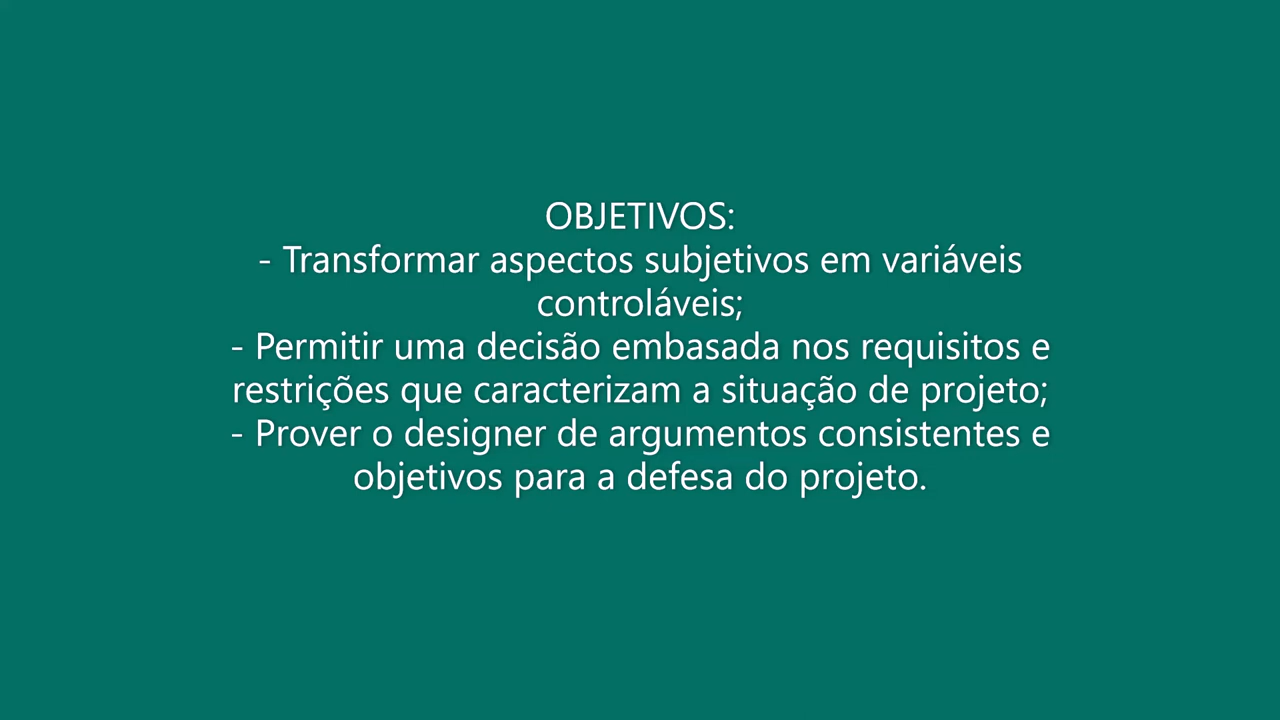 OBJETIVOS:
- Transformar aspectos subjetivos em variáveis
controláveis;
- Permitir uma decisão embasada nos requisitos e
restrições que caracterizam a situação de projeto;
- Prover o designer de argumentos consistentes e
objetivos para a defesa do projeto.